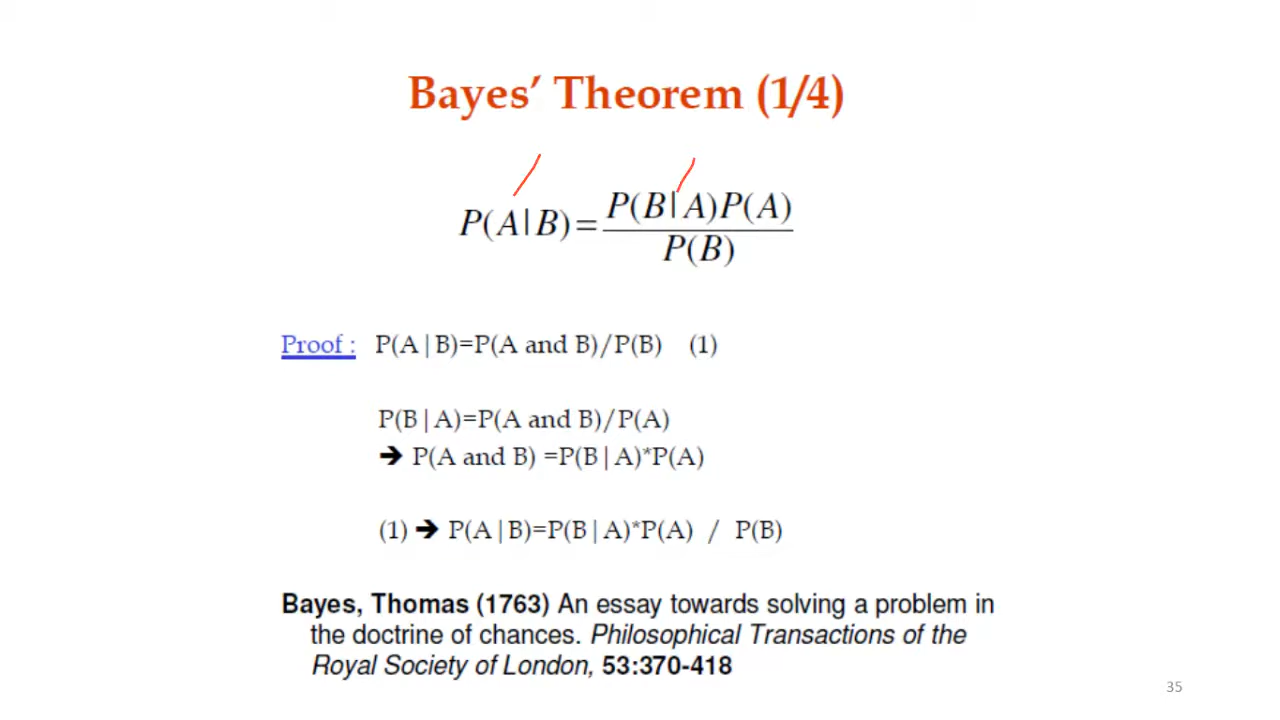 Bayes’ Theorem (1/4)
P(A|B)=P(B|A)P(A)/P(B)
Proof : P(A|B)=P(A and B)/P(B) (1)
P(B|A)=P(A and B)/P(A)
➔ P(A and B) =P(B|A)*P(A)
(1) ➔ P(A|B)=P(B|A)*P(A) / P(B)
Bayes, Thomas (1763) An essay towards solving a problem in
the doctrine of chances. Philosophical Transactions of the
Royal Society of London, 53:370-418
35